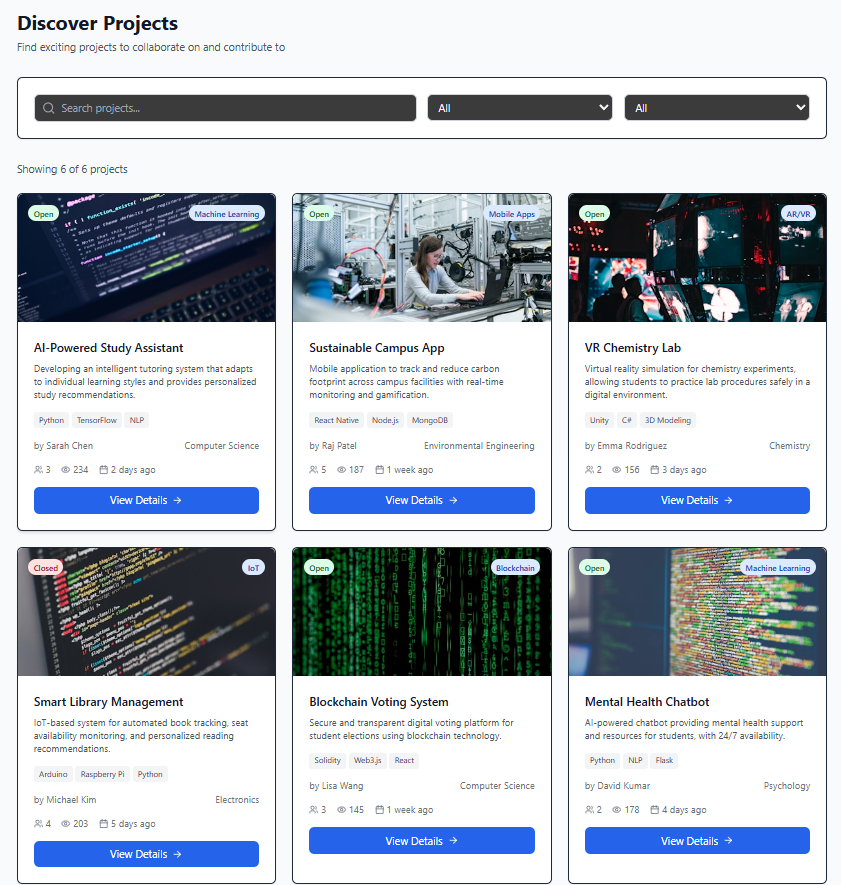 Discover Projects
Find exciting projects to collaborate on and contribute to
Search projects...
All
All
Showing 6 of 6 projects
Open
Machine Learning
AI-Powered Study Assistant
Developing an intelligent tutoring system that adapts
to individual learning styles and provides personalized
study recommendations.
Python TensorFlow NLP
by Sarah Chen Computer Science
3 234 2 days ago
View Details →
Open
Mobile Apps
Sustainable Campus App
Mobile application to track and reduce carbon
footprint across campus facilities with real-time
monitoring and gamification.
React Native Node.js MongoDB
by Raj Patel Environmental Engineering
5 187 1 week ago
View Details →
Open
AR/VR
VR Chemistry Lab
Virtual reality simulation for chemistry experiments,
allowing students to practice lab procedures safely in a
digital environment.
Unity C# 3D Modeling
by Emma Rodriguez Chemistry
2 156 3 days ago
View Details →
Closed
IoT
Smart Library Management
IoT-based system for automated book tracking, seat
availability monitoring, and personalized reading
recommendations.
Arduino Raspberry Pi Python
by Michael Kim Electronics
4 203 5 days ago
View Details →
Open
Blockchain
Blockchain Voting System
Secure and transparent digital voting platform for
student elections using blockchain technology.
Solidity Web3.js React
by Lisa Wang Computer Science
3 145 1 week ago
View Details →
Open
Machine Learning
Mental Health Chatbot
AI-powered chatbot providing mental health support
and resources for students, with 24/7 availability.
Python NLP Flask
by David Kumar Psychology
2 178 4 days ago
View Details →